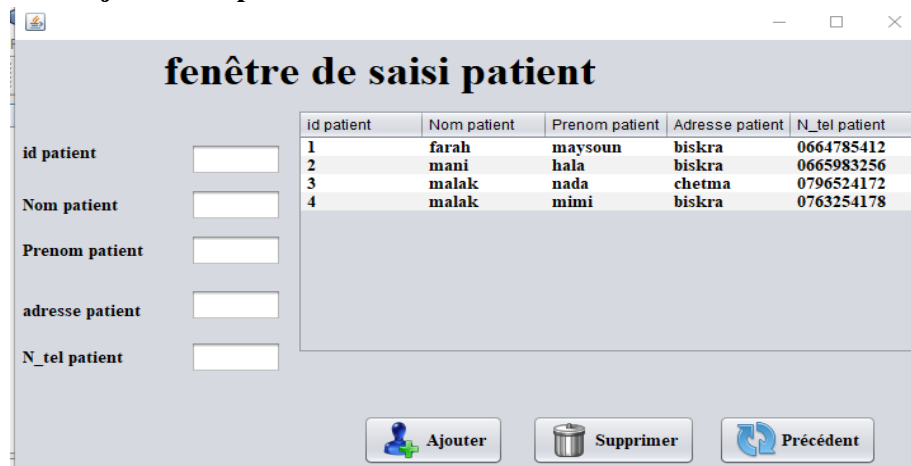 fenêtre de saisi patient
id patient Nom patient Prenom patient Adresse patient N_tel patient
1 farah maysoun biskra 0664785412
2 mani hala biskra 0665983256
3 malak nada chetma 0796524172
4 malak mimi biskra 0763254178
id patient
Nom patient
Prenom patient
adresse patient
N_tel patient
Ajouter Supprimer Précédent